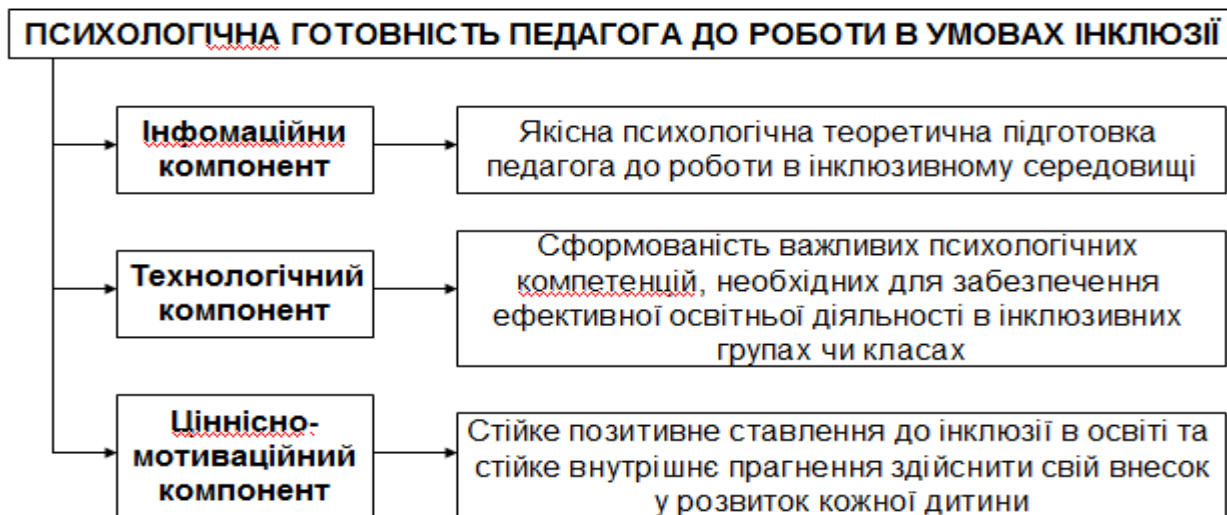 ПСИХОЛОГІЧНА ГОТОВНІСТЬ ПЕДАГОГА ДО РОБОТИ В УМОВАХ ІНКЛЮЗІЇ
Інфомаційни
компонент
Якісна психологічна теоретична підготовка
педагога до роботи в інклюзивному середовищі
Технологічний
компонент
Сформованість важливих психологічних
компетенцій, необхідних для забезпечення
ефективної освітньої діяльності в інклюзивних
групах чи класах
Ціннісно-
мотиваційний
компонент
Стійке позитивне ставлення до інклюзії в освіті та
стійке внутрішнє прагнення здійснити свій внесок
у розвиток кожної дитини